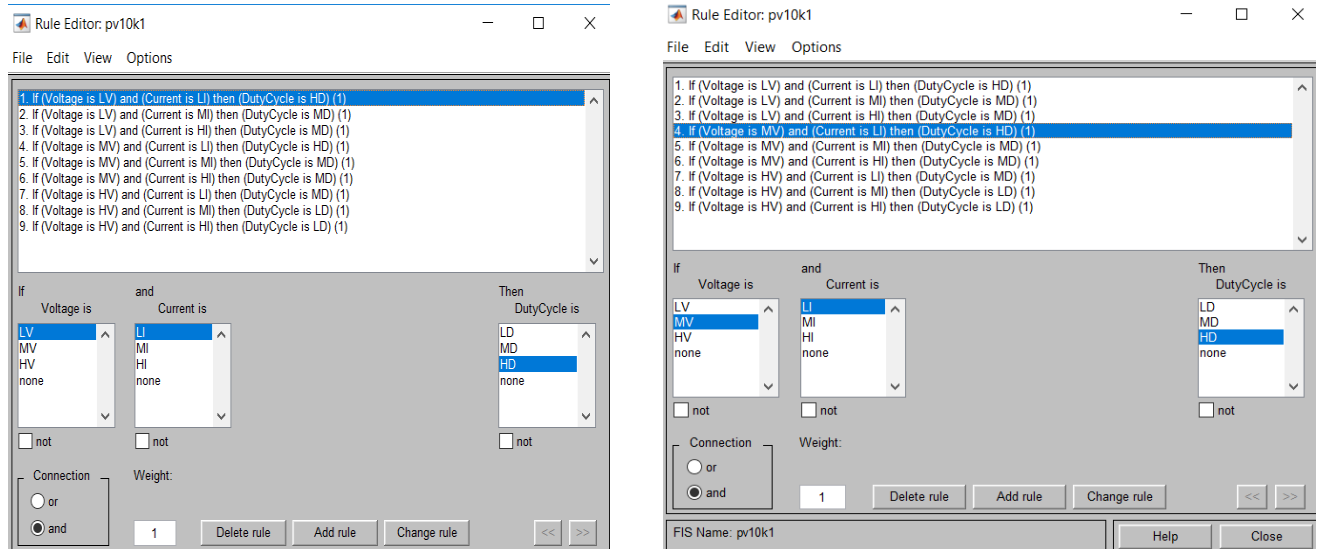 Rule Editor: pv10k1
File Edit View Options
1. If (Voltage is LV) and (Current is LI) then (DutyCycle is HD) (1)
2. If (Voltage is LV) and (Current is MI) then (DutyCycle is MD) (1)
3. If (Voltage is LV) and (Current is HI) then (DutyCycle is MD) (1)
4. If (Voltage is MV) and (Current is LI) then (DutyCycle is HD) (1)
5. If (Voltage is MV) and (Current is MI) then (DutyCycle is MD) (1)
6. If (Voltage is MV) and (Current is HI) then (DutyCycle is MD) (1)
7. If (Voltage is HV) and (Current is LI) then (DutyCycle is MD) (1)
8. If (Voltage is HV) and (Current is MI) then (DutyCycle is LD) (1)
9. If (Voltage is HV) and (Current is HI) then (DutyCycle is LD) (1)
If and Then
Voltage is Current is DutyCycle is
LV LI LD
MV MI MD
HV HI HD
none none none
not not not
Connection Weight:
or
and 1 Delete rule Add rule Change rule << >>
Rule Editor: pv10k1
File Edit View Options
1. If (Voltage is LV) and (Current is LI) then (DutyCycle is HD) (1)
2. If (Voltage is LV) and (Current is MI) then (DutyCycle is MD) (1)
3. If (Voltage is LV) and (Current is HI) then (DutyCycle is MD) (1)
4. If (Voltage is MV) and (Current is LI) then (DutyCycle is HD) (1)
5. If (Voltage is MV) and (Current is MI) then (DutyCycle is MD) (1)
6. If (Voltage is MV) and (Current is HI) then (DutyCycle is MD) (1)
7. If (Voltage is HV) and (Current is LI) then (DutyCycle is MD) (1)
8. If (Voltage is HV) and (Current is MI) then (DutyCycle is LD) (1)
9. If (Voltage is HV) and (Current is HI) then (DutyCycle is LD) (1)
If and Then
Voltage is Current is DutyCycle is
LV LI LD
MV MI MD
HV HI HD
none none none
not not not
Connection Weight:
or
and 1 Delete rule Add rule Change rule << >>
FIS Name: pv10k1 Help Close